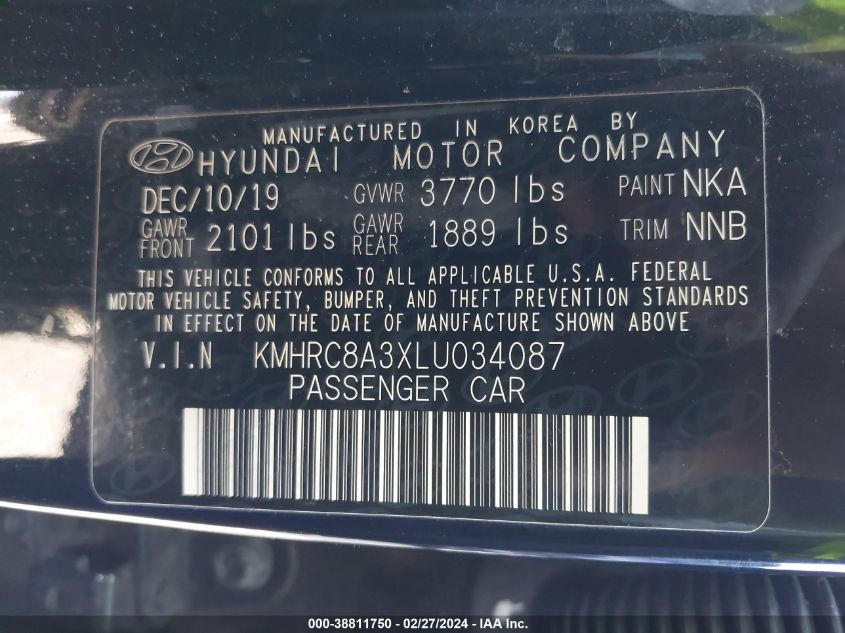 MANUFACTURED IN KOREA BY
HYUNDAI MOTOR COMPANY
DEC/10/19 GVWR 3770 lbs PAINT NKA
GAWR FRONT 2101 lbs GAWR REAR 1889 lbs TRIM NNB
THIS VEHICLE CONFORMS TO ALL APPLICABLE U.S.A. FEDERAL
MOTOR VEHICLE SAFETY, BUMPER, AND THEFT PREVENTION STANDARDS
IN EFFECT ON THE DATE OF MANUFACTURE SHOWN ABOVE
V.I.N KMHRC8A3XLU034087
PASSENGER CAR
000-38811750 - 02/27/2024 - IAA Inc.